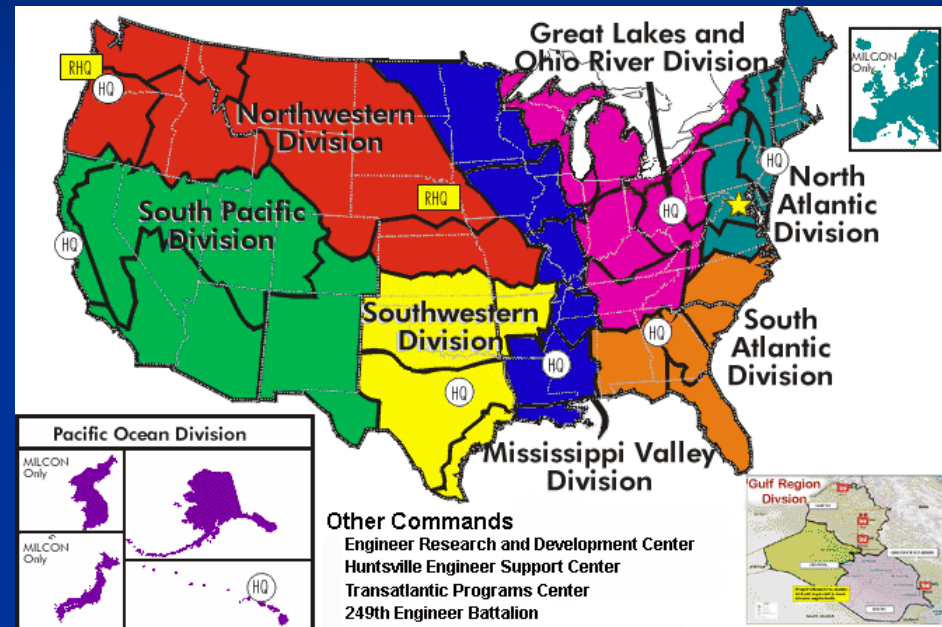 Great Lakes and
Ohio River Division
MILCON
Only
RHQ
HQ
Northwestern
Division
HQ
RHQ
North
Atlantic
Division
South Pacific
Division
HQ
HQ
Southwestern
Division
HQ
South
Atlantic
Division
HQ
HQ
Mississippi Valley
Division
Pacific Ocean Division
MILCON
Only
MILCON
Only
HQ
Other Commands
Engineer Research and Development Center
Huntsville Engineer Support Center
Transatlantic Programs Center
249th Engineer Battalion
Gulf Region
Divsion